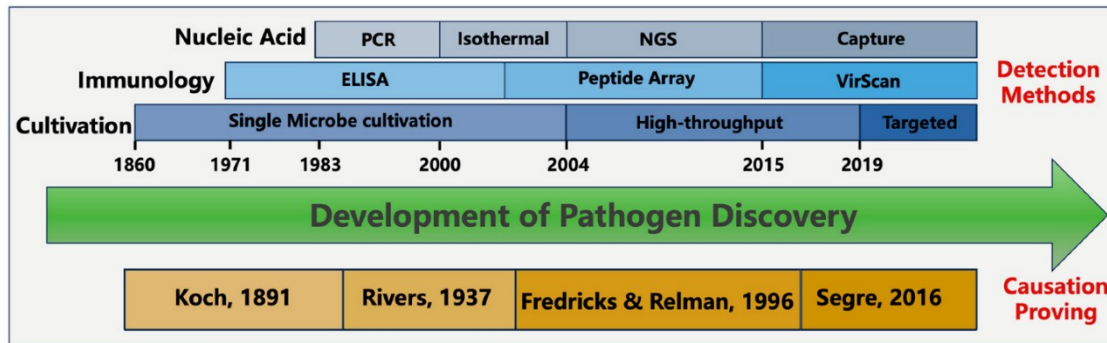 Nucleic Acid PCR Isothermal NGS Capture
Immunology ELISA Peptide Array VirScan
Detection
Methods
Cultivation Single Microbe cultivation High-throughput Targeted
1860 1971 1983 2000 2004 2015 2019
Development of Pathogen Discovery
Koch, 1891 Rivers, 1937 Fredricks & Relman, 1996 Segre, 2016
Causation
Proving